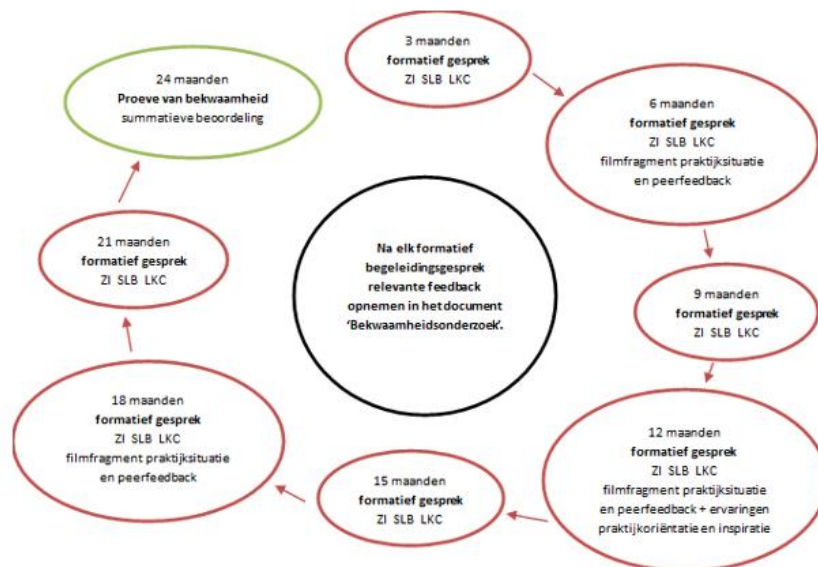 3 maanden
formatief gesprek
ZI SLB LKC
6 maanden
formatief gesprek
ZI SLB LKC
filmfragment praktijksituatie
en peerfeedback
9 maanden
formatief gesprek
ZI SLB LKC
12 maanden
formatief gesprek
ZI SLB LKC
filmfragment praktijksituatie
en peerfeedback + ervaringen
praktijkoriëntatie en inspiratie
15 maanden
formatief gesprek
ZI SLB LKC
18 maanden
formatief gesprek
ZI SLB LKC
filmfragment praktijksituatie
en peerfeedback
21 maanden
formatief gesprek
ZI SLB LKC
24 maanden
Proeve van bekwaamheid
summatieve beoordeling
Na elk formatief
begeleidingsgesprek
relevante feedback
opnemen in het document
‘Bekwaamheidsonderzoek’.